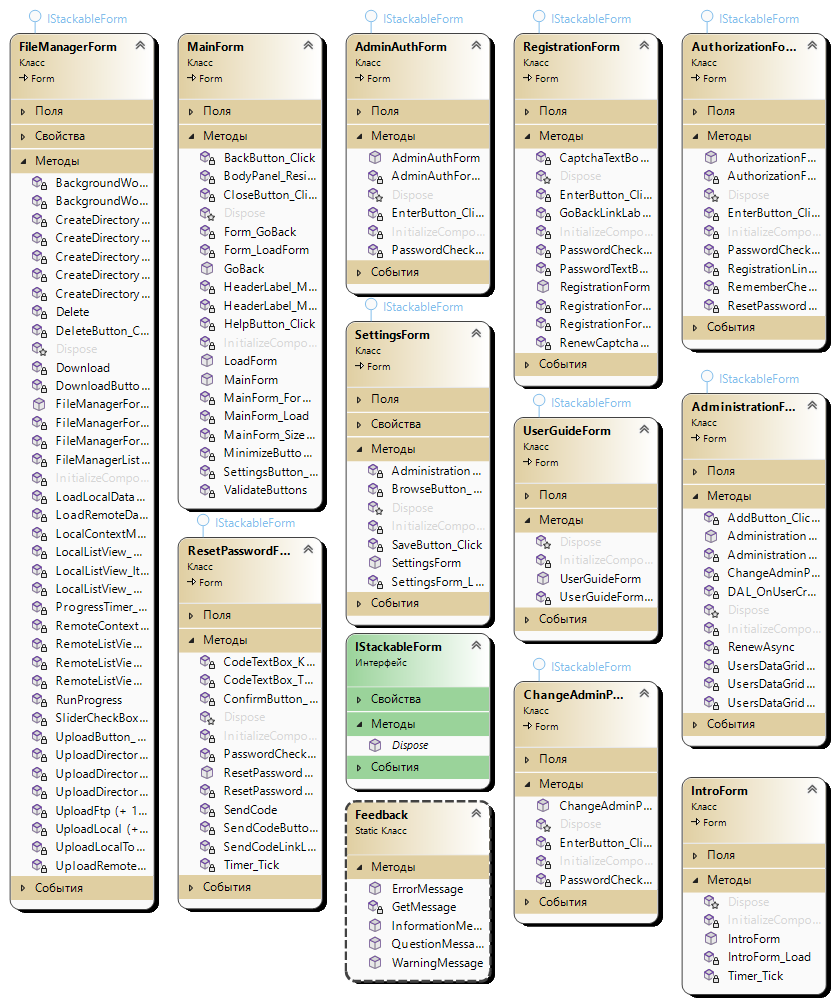 IStackableForm
FileManagerForm
Класс
Form
Поля
Свойства
Методы
BackgroundWo...
BackgroundWo...
CreateDirectory...
CreateDirectory...
CreateDirectory...
CreateDirectory...
CreateDirectory...
Delete
DeleteButton_C...
Dispose
Download
DownloadButto...
FileManagerFor...
FileManagerFor...
FileManagerFor...
FileManagerList...
InitializeCompo...
LoadLocalData...
LoadRemoteDa...
LocalContextM...
LocalListView_...
LocalListView_It...
LocalListView_...
ProgressTimer_...
RemoteContext...
RemoteListView...
RemoteListView...
RemoteListView...
RunProgress
SliderCheckBox...
UploadButton_...
UploadDirector...
UploadDirector...
UploadDirector...
UploadFtp (+ 1...
UploadLocal (+...
UploadLocalTo...
UploadRemote...
События
MainForm
Класс
Form
Поля
Методы
BackButton_Click
BodyPanel_Resi...
CloseButton_Cli...
Dispose
Form_GoBack
Form_LoadForm
GoBack
HeaderLabel_M...
HeaderLabel_M...
HelpButton_Click
InitializeCompo...
LoadForm
MainForm
MainForm_For...
MainForm_Load
MainForm_Size...
MinimizeButto...
SettingsButton_...
ValidateButtons
IStackableForm
ResetPasswordF...
Класс
Form
Поля
Методы
CodeTextBox_K...
CodeTextBox_T...
ConfirmButton_...
Dispose
InitializeCompo...
PasswordCheck...
ResetPassword...
ResetPassword...
SendCode
SendCodeButto...
SendCodeLinkL...
Timer_Tick
События
IStackableForm
AdminAuthForm
Класс
Form
Поля
Методы
AdminAuthForm
AdminAuthFor...
Dispose
EnterButton_Cli...
InitializeCompo...
PasswordCheck...
События
IStackableForm
SettingsForm
Класс
Form
Поля
Свойства
Методы
Administration...
BrowseButton_...
Dispose
InitializeCompo...
SaveButton_Click
SettingsForm
SettingsForm_L...
События
IStackableForm
Интерфейс
Свойства
Методы
Dispose
События
Feedback
Static Класс
Методы
ErrorMessage
GetMessage
InformationMe...
QuestionMessa...
WarningMessage
IStackableForm
RegistrationForm
Класс
Form
Поля
Методы
CaptchaTextBo...
Dispose
EnterButton_Cli...
GoBackLinkLab...
InitializeCompo...
PasswordCheck...
PasswordTextB...
RegistrationForm
RegistrationFor...
RegistrationFor...
RenewCaptcha
События
IStackableForm
UserGuideForm
Класс
Form
Поля
Методы
Dispose
InitializeCompo...
UserGuideForm
UserGuideForm...
События
IStackableForm
ChangeAdminP...
Класс
Form
Поля
Методы
ChangeAdminP...
Dispose
EnterButton_Cli...
InitializeCompo...
PasswordCheck...
События
IStackableForm
AuthorizationFo...
Класс
Form
Поля
Методы
AuthorizationF...
AuthorizationF...
Dispose
EnterButton_Cli...
InitializeCompo...
PasswordCheck...
RegistrationLin...
RememberChe...
ResetPassword...
События
IStackableForm
AdministrationF...
Класс
Form
Поля
Методы
AddButton_Clic...
Administration...
Administration...
ChangeAdminP...
DAL_OnUserCr...
Dispose
InitializeCompo...
RenewAsync
UsersDataGrid...
UsersDataGrid...
UsersDataGrid...
События
IntroForm
Класс
Form
Поля
Методы
Dispose
InitializeCompo...
IntroForm
IntroForm_Load
Timer_Tick